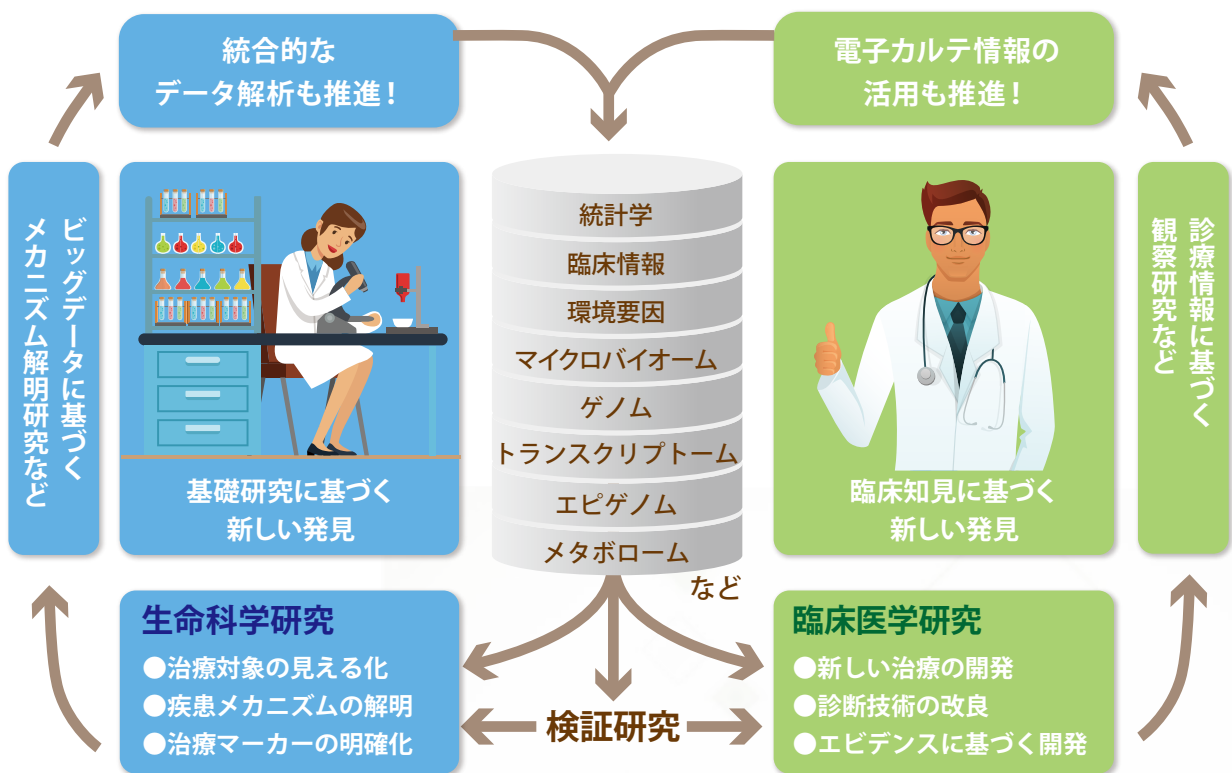 統合的な
データ解析も推進！
電子カルテ情報の
活用も推進！
ビッグデータに基づく
メカニズム解明研究など
基礎研究に基づく
新しい発見
統計学
臨床情報
環境要因
マイクロバイオーム
ゲノム
トランスクリプトーム
エピゲノム
メタボローム
など
臨床知見に基づく
新しい発見
診療情報に基づく
観察研究など
生命科学研究
●治療対象の見える化
●疾患メカニズムの解明
●治療マーカーの明確化
検証研究
臨床医学研究
●新しい治療の開発
●診断技術の改良
●エビデンスに基づく開発